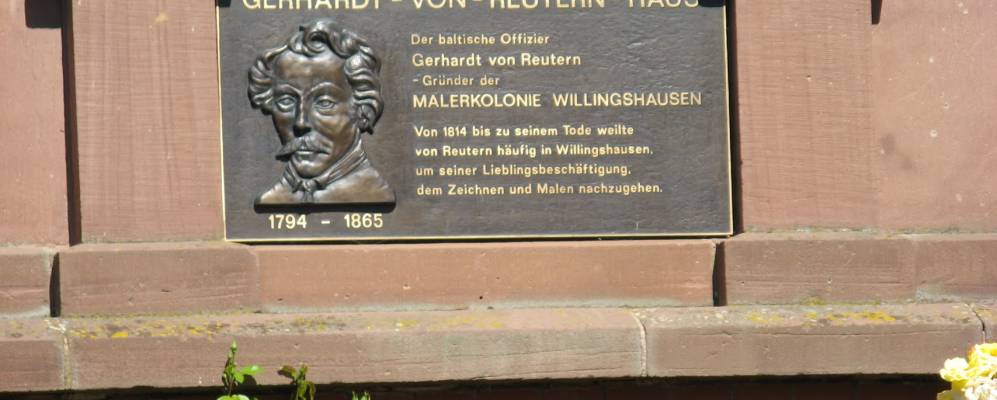 GERHARDT - VON - REUTERN HAUS
Der baltische Offizier
Gerhardt von Reutern
- Gründer der
MALERKOLONIE WILLINGSHAUSEN
Von 1814 bis zu seinem Tode weilte
von Reutern häufig in Willingshausen,
um seiner Lieblingsbeschäftigung,
dem Zeichnen und Malen nachzugehen.
1794 - 1865